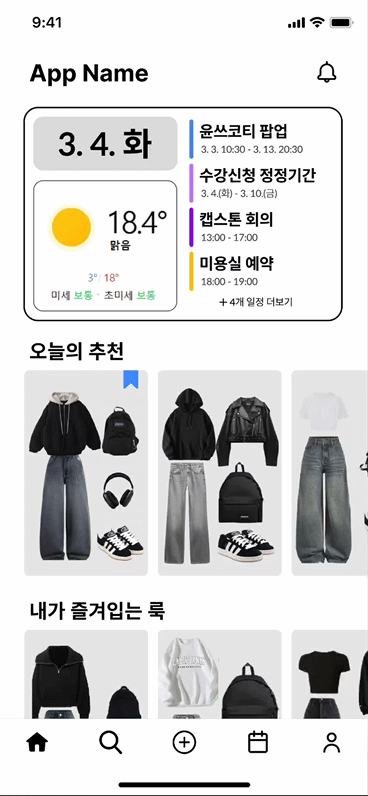 9:41
App Name
3. 4. 화
18.4°
맑음
3°/ 18°
미세 보통 · 초미세 보통
윤쓰코티 팝업
3. 3. 10:30 - 3. 13. 20:30
수강신청 정정기간
3. 4.(화) - 3. 10.(금)
캡스톤 회의
13:00 - 17:00
미용실 예약
18:00 - 19:00
+ 4개 일정 더보기
오늘의 추천
내가 즐겨입는 룩